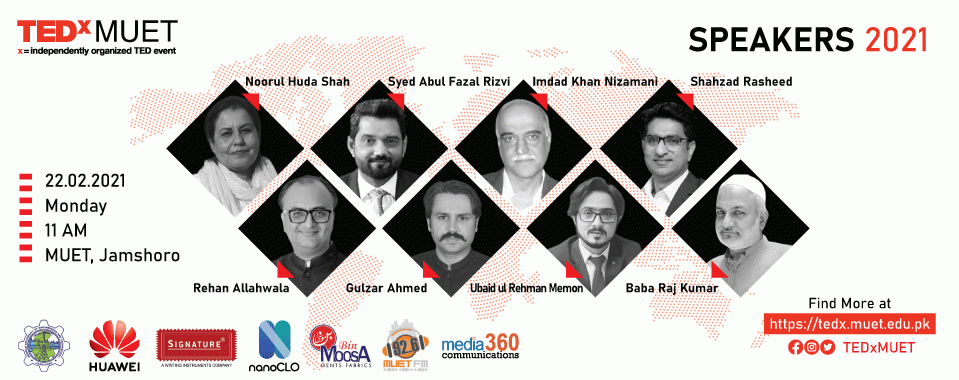 TEDxMUET
x = independently organized TED event
SPEAKERS 2021
Noorul Huda Shah
Syed Abul Fazal Rizvi
Imdad Khan Nizamani
Shahzad Rasheed
22.02.2021
Monday
11 AM
MUET, Jamshoro
Rehan Allahwala
Gulzar Ahmed
Ubaid ul Rehman Memon
Baba Raj Kumar
Find More at
https://tedx.muet.edu.pk
TEDxMUET
HUAWEI
SIGNATURE®
A WRITING INSTRUMENTS COMPANY
nanoCLO
Bin
MoosA
GENTS FABRICS
92.6
MUET FM
media360
communications